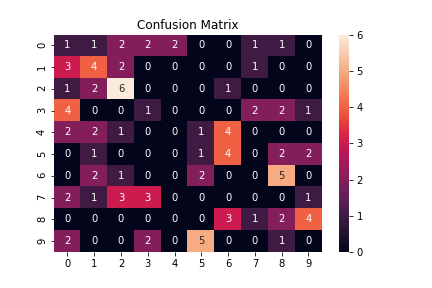 Confusion Matrix
0 1 1 2 2 2 0 0 1 1 0
1 3 4 2 0 0 0 0 1 0 0
2 1 2 6 0 0 0 1 0 0 0
3 4 0 0 1 0 0 0 2 2 1
4 2 2 1 0 0 1 4 0 0 0
5 0 1 0 0 0 1 4 0 2 2
6 0 2 1 0 0 2 0 0 5 0
7 2 1 3 3 0 0 0 0 0 1
8 0 0 0 0 0 0 3 1 2 4
9 2 0 0 2 0 5 0 0 1 0
0 1 2 3 4 5 6 7 8 9
6
5
4
3
2
1
0